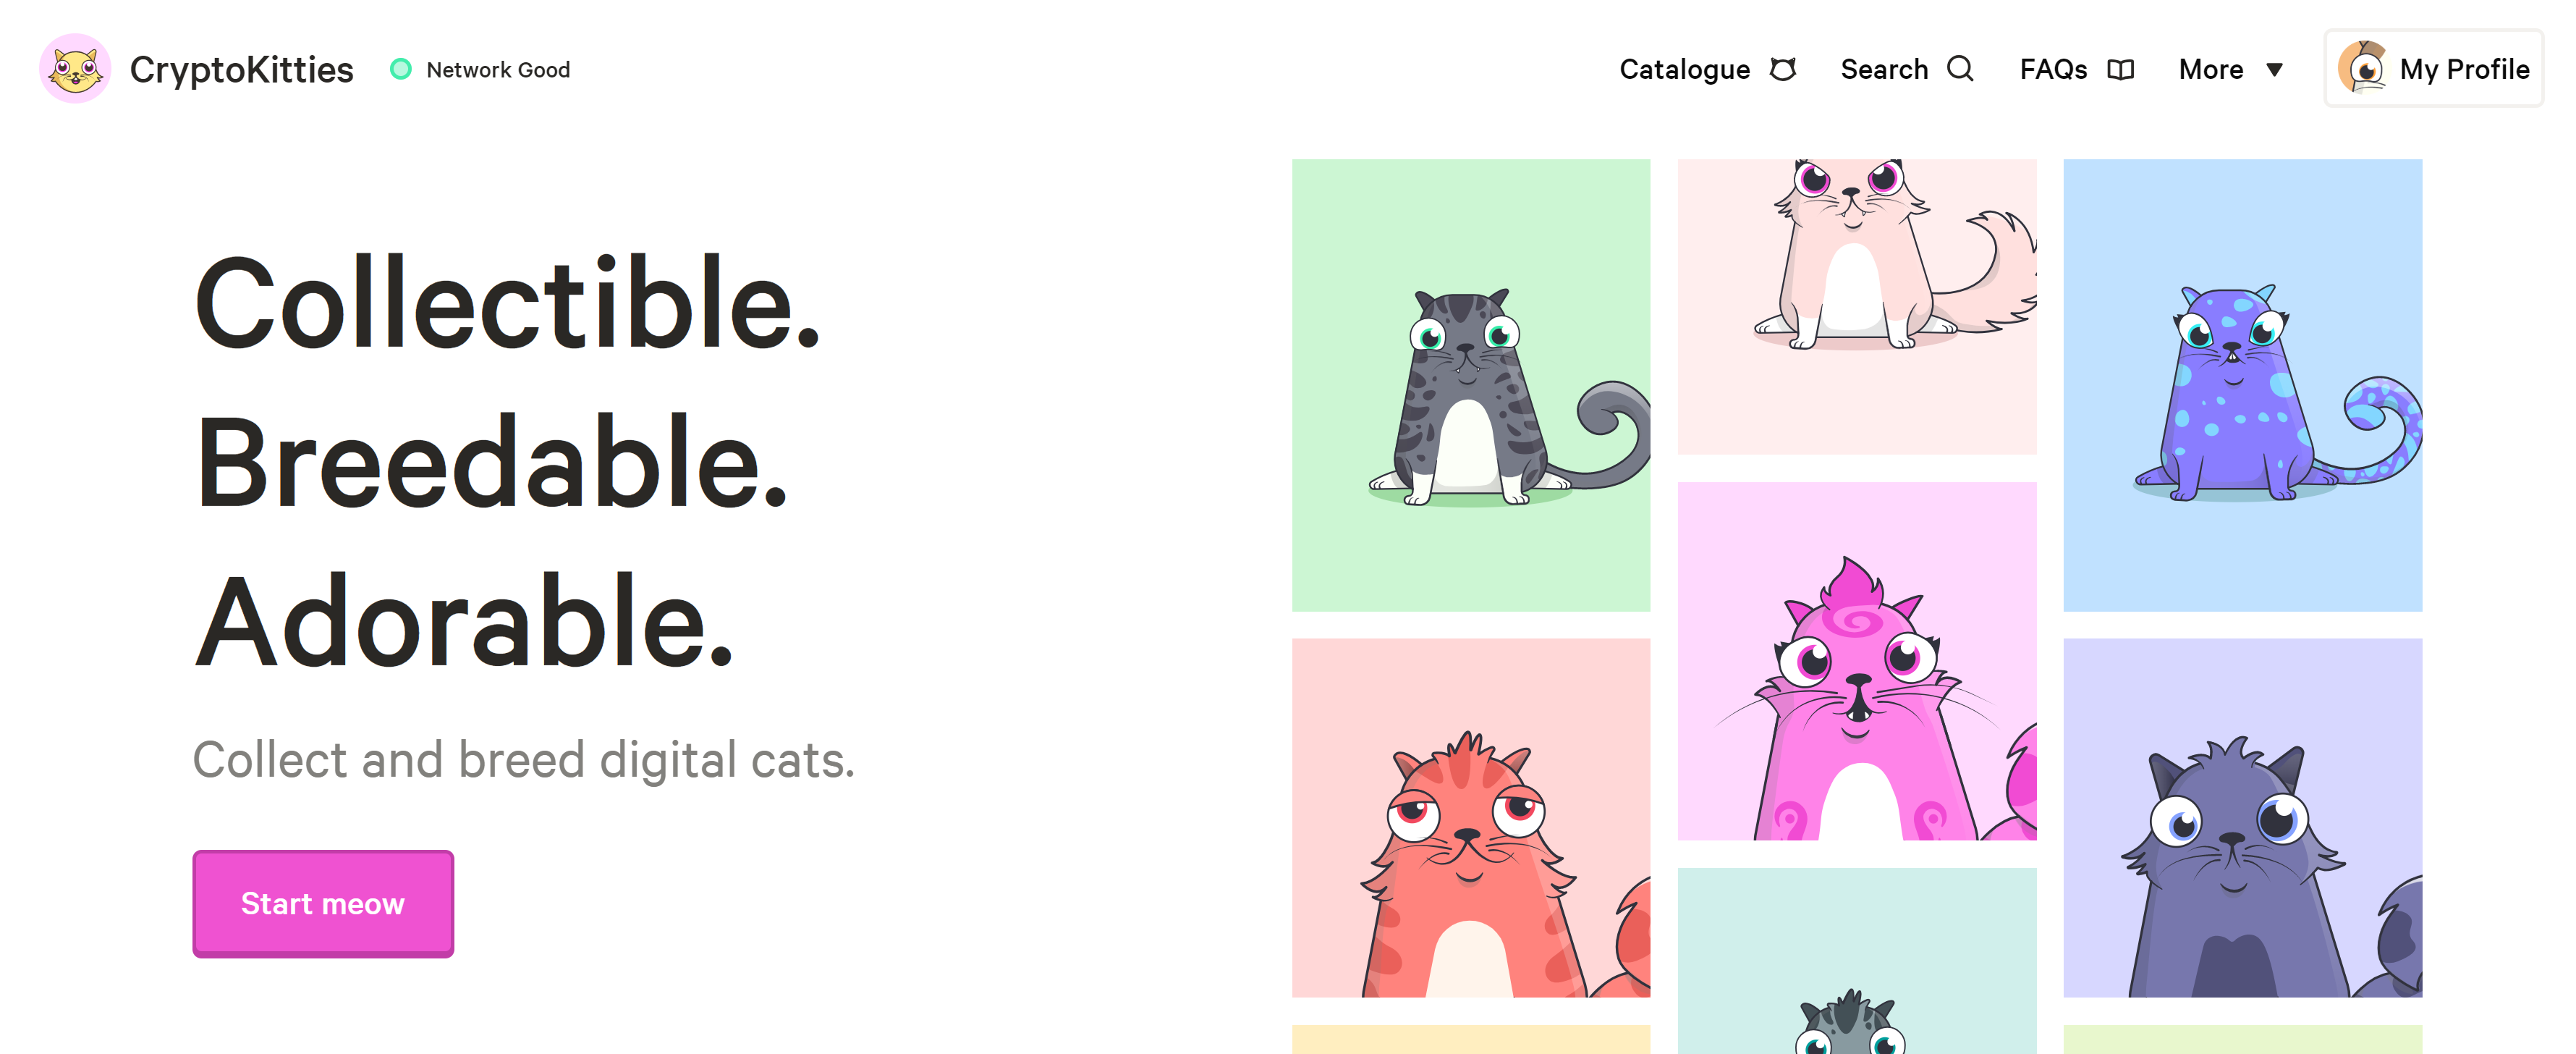 CryptoKitties
Network Good
Catalogue
Search
FAQs
More
My Profile
Collectible.
Breedable.
Adorable.
Collect and breed digital cats.
Start meow